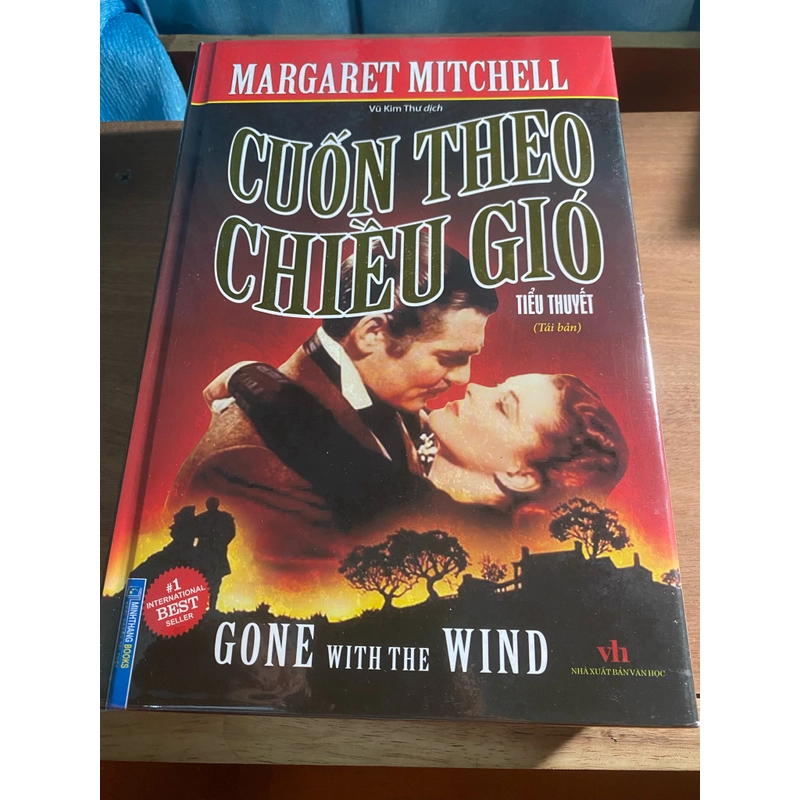 MARGARET MITCHELL
Vũ Kim Thư dịch
CUỐN THEO
CHIỀU GIÓ
TIỂU THUYẾT
(Tái bản)
#1
INTERNATIONAL
BEST
SELLER
MINHTHANG BOOKS
GONE WITH THE WIND
vh
NHÀ XUẤT BẢN VĂN HỌC